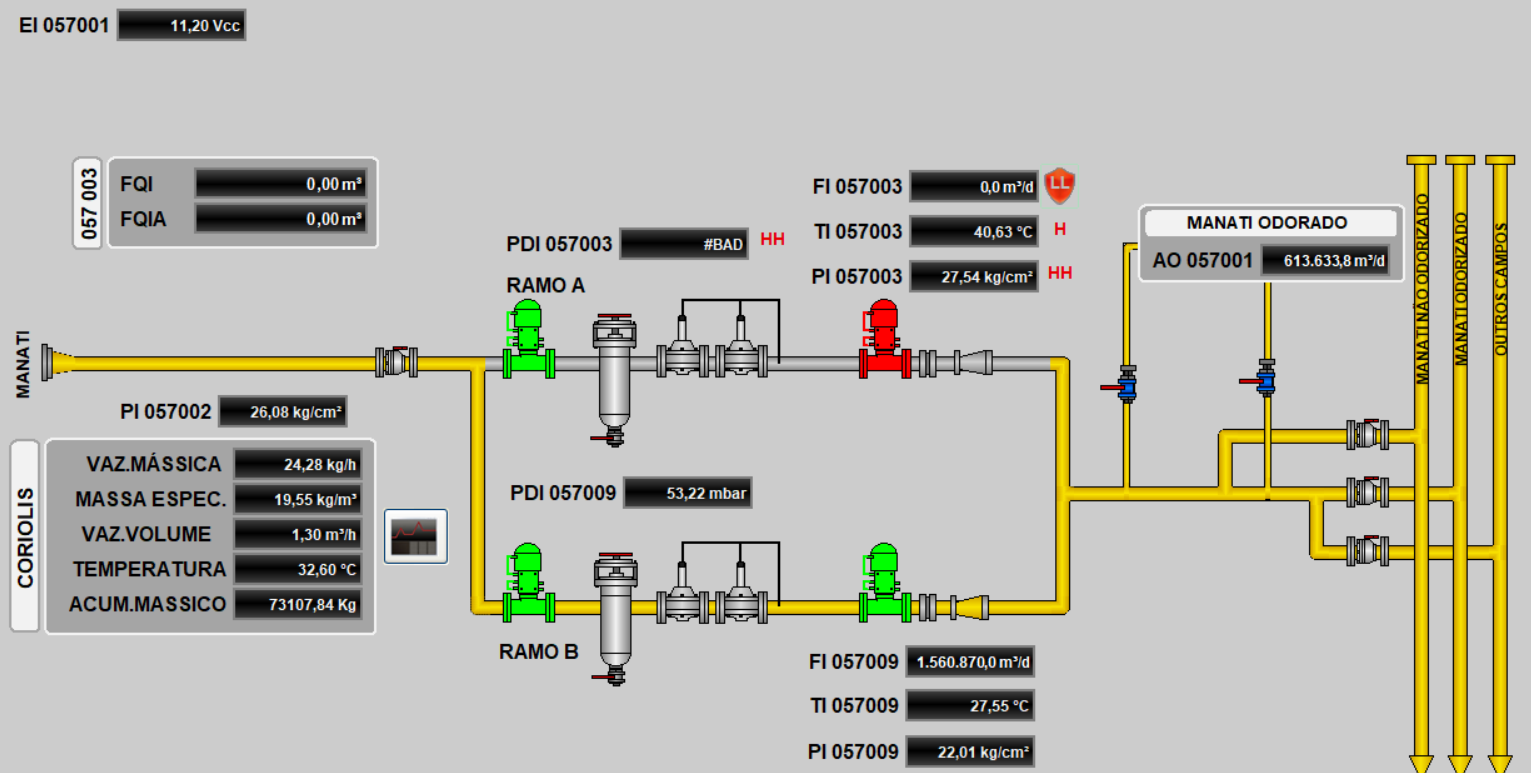 EI 057001 11,20 Vcc
057 003
FQI 0,00 m³
FQIA 0,00 m³
PDI 057003 #BAD HH
RAMO A
FI 057003 0,0 m³/d LL
TI 057003 40,63 °C H
PI 057003 27,54 kg/cm² HH
MANATI ODORADO
AO 057001 613.633,8 m³/d
MANATI NÃO ODORIZADO
MANATI ODORIZADO
OUTROS CAMPOS
MANATI
PI 057002 26,08 kg/cm²
CORIOLIS
VAZ.MÁSSICA 24,28 kg/h
MASSA ESPEC. 19,55 kg/m³
VAZ.VOLUME 1,30 m³/h
TEMPERATURA 32,60 °C
ACUM.MASSICO 73107,84 Kg
PDI 057009 53,22 mbar
RAMO B
FI 057009 1.560.870,0 m³/d
TI 057009 27,55 °C
PI 057009 22,01 kg/cm²